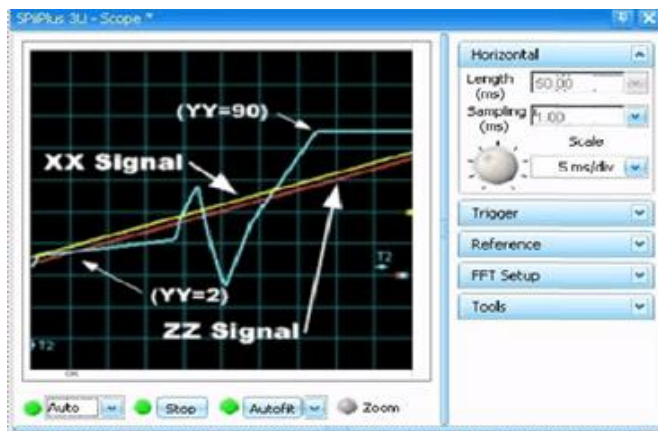 SPiiPlus 3LI - Scope *
Horizontal
Length (ms) 50.00
Sampling (ms) 1.00
Scale
5 ms/div
Trigger
Reference
FFT Setup
Tools
(YY=90)
XX Signal
T2
(YY=2)
ZZ Signal
T2
Auto
Stop
Autofit
Zoom